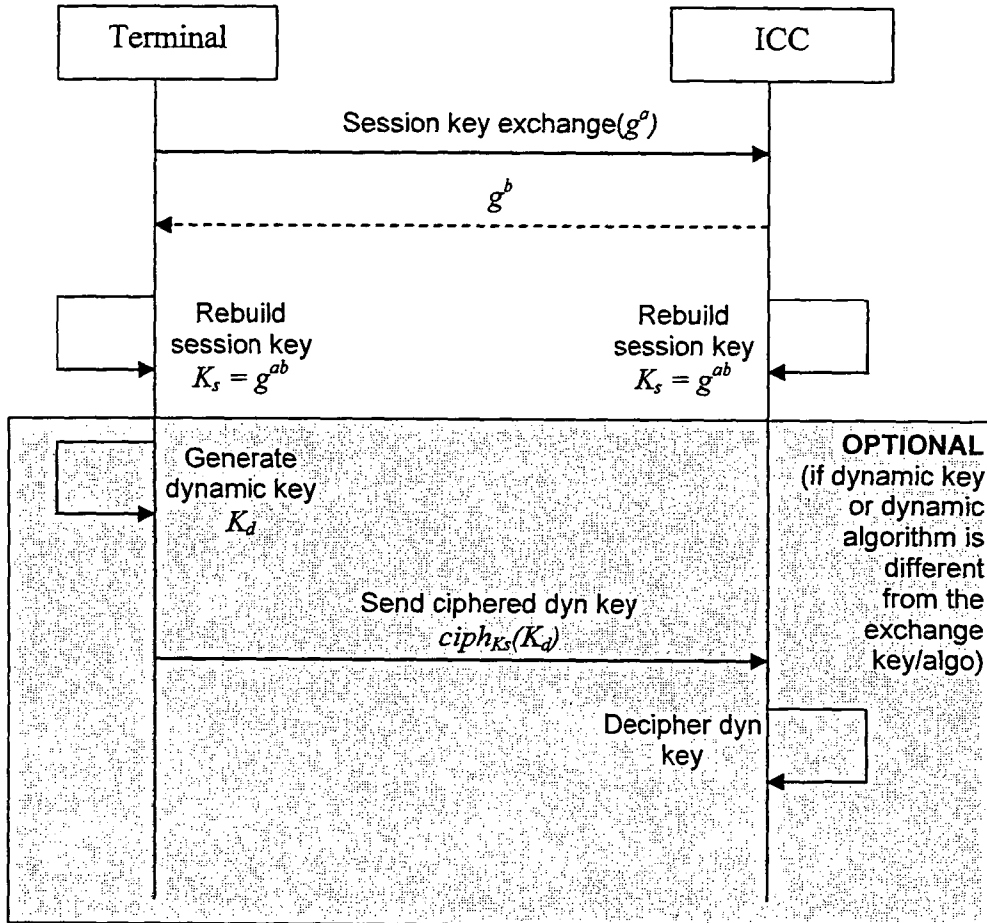 Terminal
ICC
Session key exchange(g^a)
g^b
Rebuild
session key
K_s = g^{ab}
Rebuild
session key
K_s = g^{ab}
Generate
dynamic key
K_d
OPTIONAL
(if dynamic key
or dynamic
algorithm is
different
from the
exchange
key/algo)
Send ciphered dyn key
ciph_{Ks}(K_d)
Decipher dyn
key